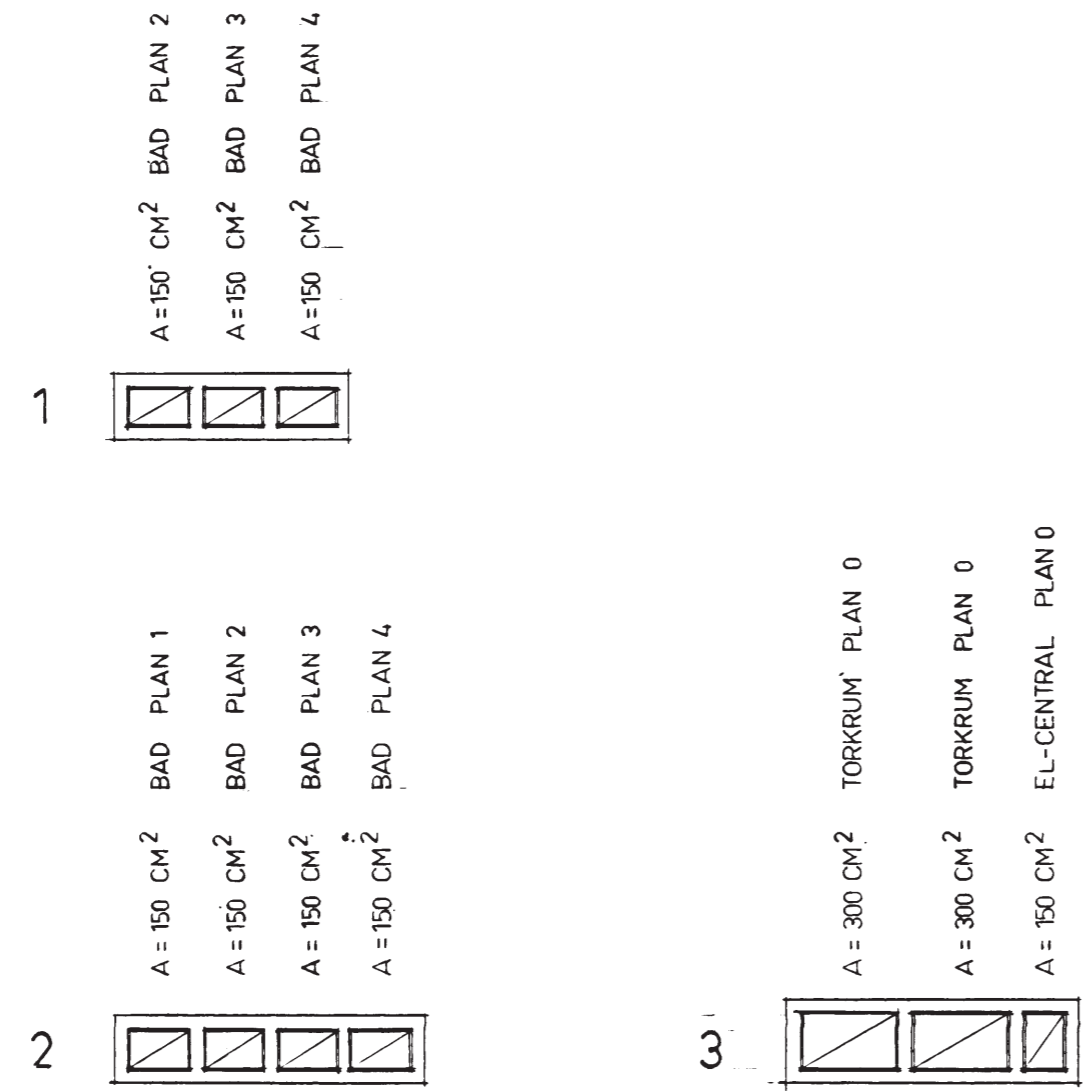 A = 150 CM² BAD PLAN 2
A = 150 CM² BAD PLAN 3
A = 150 CM² BAD PLAN 4
1
A = 150 CM² BAD PLAN 1
A = 150 CM² BAD PLAN 2
A = 150 CM² BAD PLAN 3
A = 150 CM² BAD PLAN 4
2
A = 300 CM² TORKRUM PLAN 0
A = 300 CM² TORKRUM PLAN 0
A = 150 CM² EL-CENTRAL PLAN 0
3